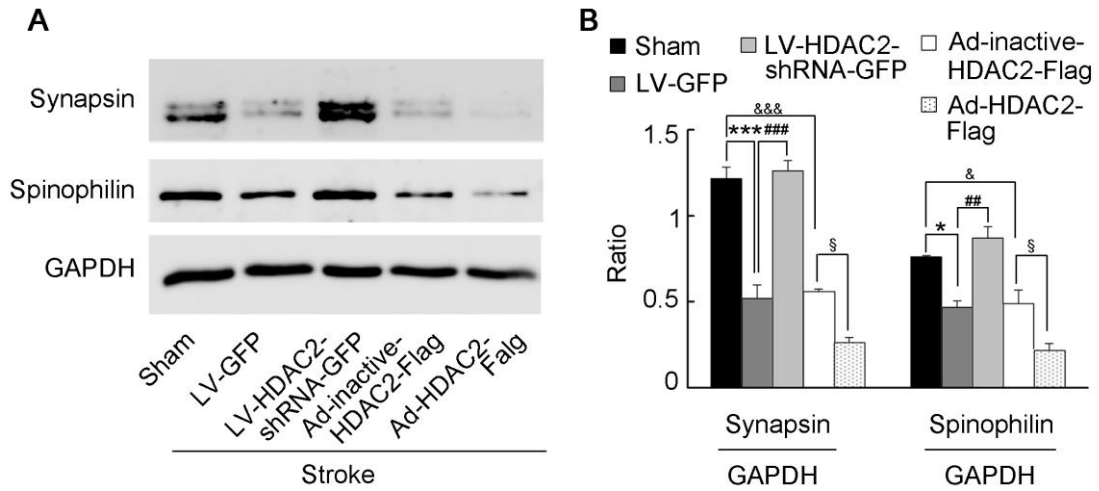 A
Synapsin
Spinophilin
GAPDH
Sham
LV-GFP
LV-HDAC2-
shRNA-GFP
Ad-inactive-
HDAC2-Flag
Ad-HDAC2-
Falg
Stroke
B
Sham
LV-GFP
LV-HDAC2-
shRNA-GFP
Ad-inactive-
HDAC2-Flag
Ad-HDAC2-
Flag
Ratio
1.5
1
0.5
0
&&&
*** ###
§
&
##
*
§
Synapsin
GAPDH
Spinophilin
GAPDH